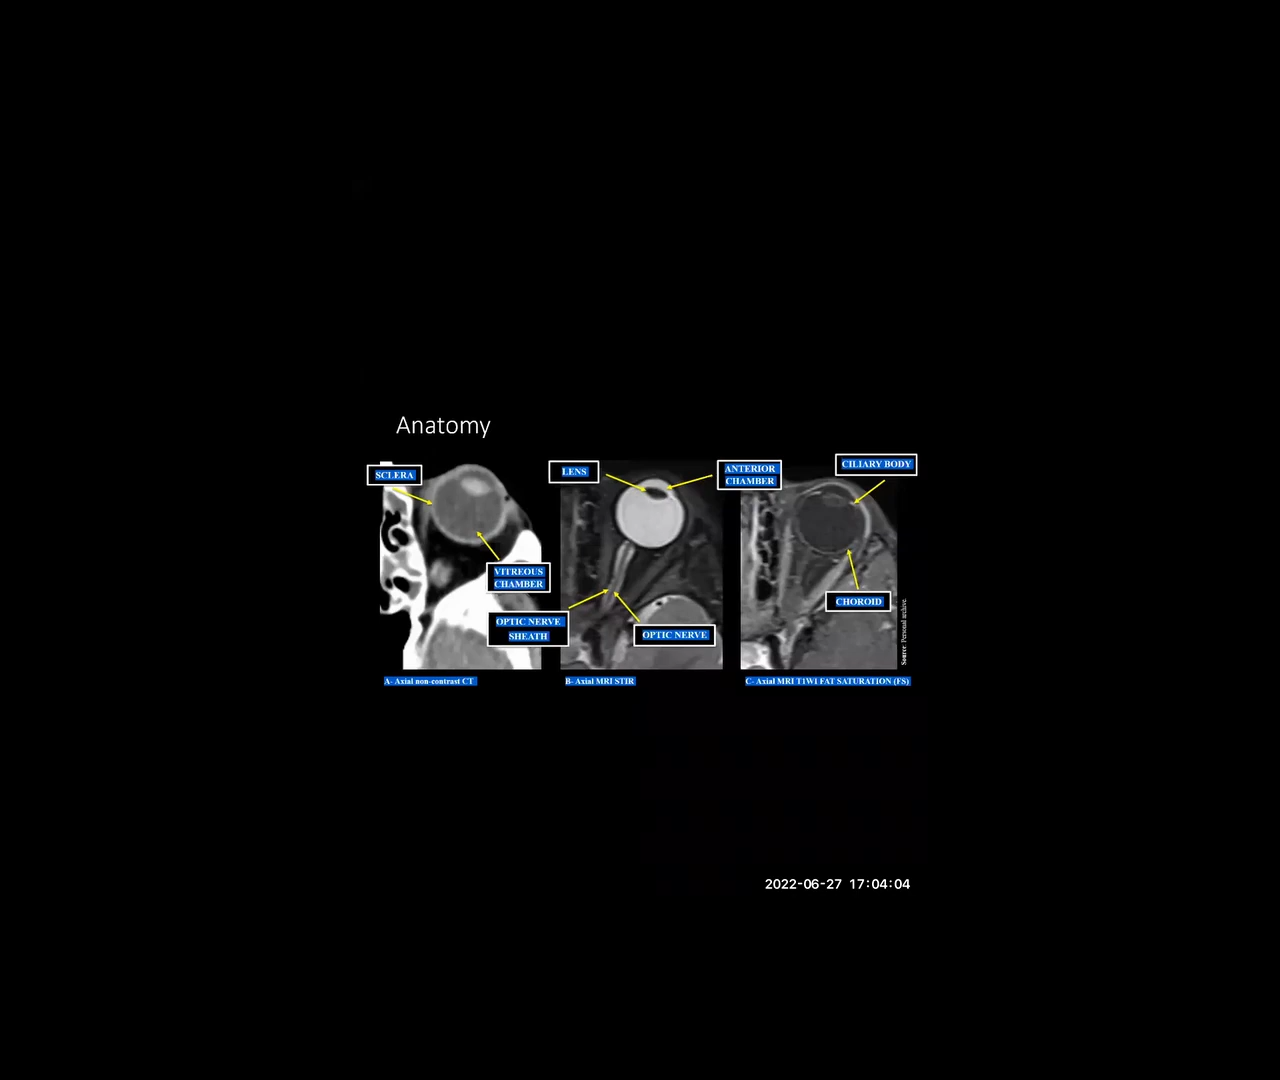 Anatomy
SCLERA
LENS
ANTERIOR
CHAMBER
CILIARY BODY
VITREOUS
CHAMBER
OPTIC NERVE
SHEATH
OPTIC NERVE
CHOROID
Source: Personal archive.
A- Axial non-contrast CT
B- Axial MRI STIR
C- Axial MRI T1WI FAT SATURATION (FS)
2022-06-27 17:04:04